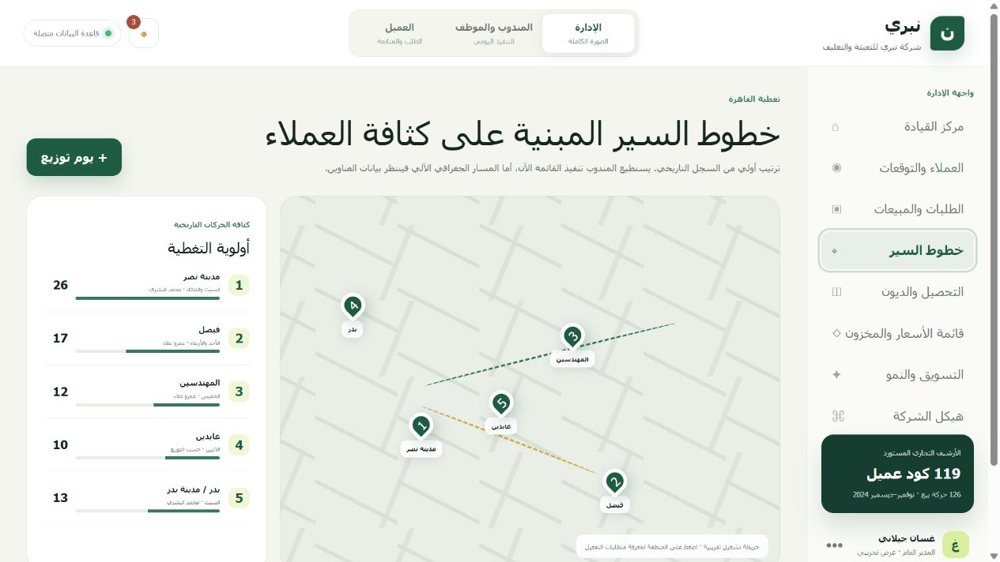 ن
نبري
شركة نبري للتعبئة والتغليف
الإدارة
الصورة الكاملة
المندوب والموظف
التنفيذ اليومي
العميل
الطلب والمتابعة
3
قاعدة البيانات متصلة
واجهة الإدارة
مركز القيادة
العملاء والتوقعات
الطلبات والمبيعات
خطوط السير
التحصيل والديون
قائمة الأسعار والمخزون
التسويق والنمو
هيكل الشركة
الأرشيف التجاري المستورد
119 كود عميل
126 حركة بيع · نوفمبر–ديسمبر 2024
غ
غسان جيلاني
المدير العام · عرض تجريبي
•••
تغطية القاهرة
خطوط السير المبنية على كثافة العملاء
ترتيب أولي من السجل التاريخي. يستطيع المندوب تنفيذ القائمة الآن، أما المسار الجغرافي الآلي فينتظر بيانات العناوين.
+ يوم توزيع
4
بدر
3
المهندسين
5
عابدين
1
مدينة نصر
2
فيصل
خريطة تشغيل تقريبية · اضغط على المنطقة لمعرفة متطلبات التفعيل
كثافة الحركات التاريخية
أولوية التغطية
1
مدينة نصر
السبت والثلاثاء · محمد البشري
26
2
فيصل
الأحد والأربعاء · عمرو علاء
17
3
المهندسين
الخميس · عمرو علاء
12
4
عابدين
الاثنين · حسب التوزيع
10
5
بدر / مدينة بدر
السبت · محمد البشري
13